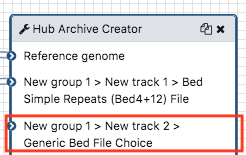 Hub Archive Creator
Reference genome
New group 1 > New track 1 > Bed
Simple Repeats (Bed4+12) File
New group 1 > New track 2 >
Generic Bed File Choice